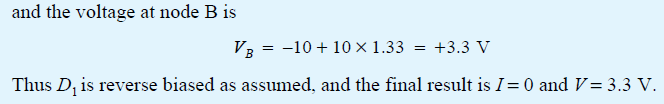 and the voltage at node B is
V_B = −10 + 10 × 1.33 = +3.3 V
Thus D_1 is reverse biased as assumed, and the final result is I = 0 and V = 3.3 V.